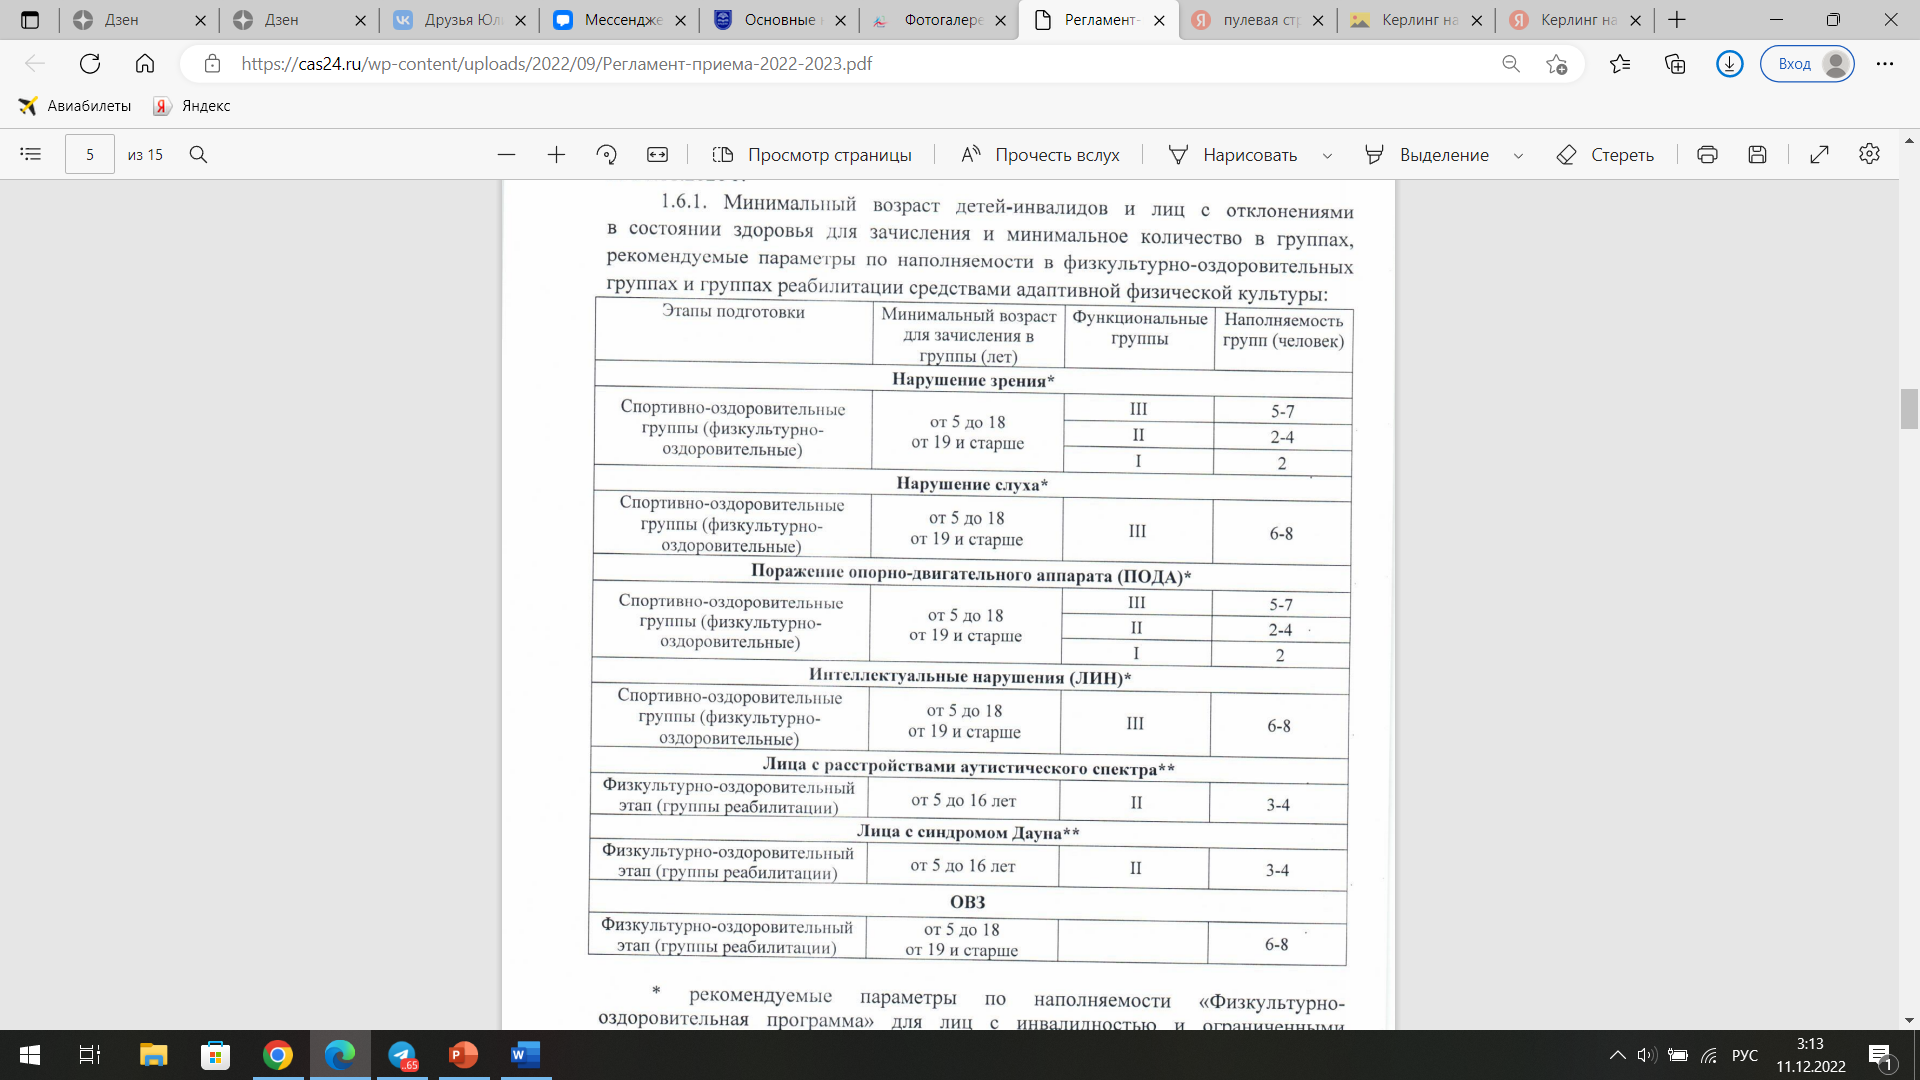 Дзен
Дзен
Друзья Юли
Мессендже
Основные
Фотогалере
Регламент-
пулевая стр
Керлинг на
Керлинг на
https://cas24.ru/wp-content/uploads/2022/09/Регламент-приема-2022-2023.pdf
Вход
Авиабилеты
Яндекс
5 из 15
Просмотр страницы
Прочесть вслух
Нарисовать
Выделение
Стереть
1.6.1. Минимальный возраст детей-инвалидов и лиц с отклонениями
в состоянии здоровья для зачисления и минимальное количество в группах,
рекомендуемые параметры по наполняемости в физкультурно-оздоровительных
группах и группах реабилитации средствами адаптивной физической культуры:
Этапы подготовки
Минимальный возраст
для зачисления в
группы (лет)
Функциональные
группы
Наполняемость
групп (человек)
Нарушение зрения*
Спортивно-оздоровительные
группы (физкультурно-
оздоровительные)
от 5 до 18
от 19 и старше
III
5-7
II
2-4
I
2
Нарушение слуха*
Спортивно-оздоровительные
группы (физкультурно-
оздоровительные)
от 5 до 18
от 19 и старше
III
6-8
Поражение опорно-двигательного аппарата (ПОДА)*
Спортивно-оздоровительные
группы (физкультурно-
оздоровительные)
от 5 до 18
от 19 и старше
III
5-7
II
2-4
I
2
Интеллектуальные нарушения (ЛИН)*
Спортивно-оздоровительные
группы (физкультурно-
оздоровительные)
от 5 до 18
от 19 и старше
III
6-8
Лица с расстройствами аутистического спектра**
Физкультурно-оздоровительный
этап (группы реабилитации)
от 5 до 16 лет
II
3-4
Лица с синдромом Дауна**
Физкультурно-оздоровительный
этап (группы реабилитации)
от 5 до 16 лет
II
3-4
ОВЗ
Физкультурно-оздоровительный
этап (группы реабилитации)
от 5 до 18
от 19 и старше
6-8
* рекомендуемые параметры по наполняемости «Физкультурно-
оздоровительная программа» для лиц с инвалидностью и ограниченными
65
РУС
3:13
11.12.2022
1